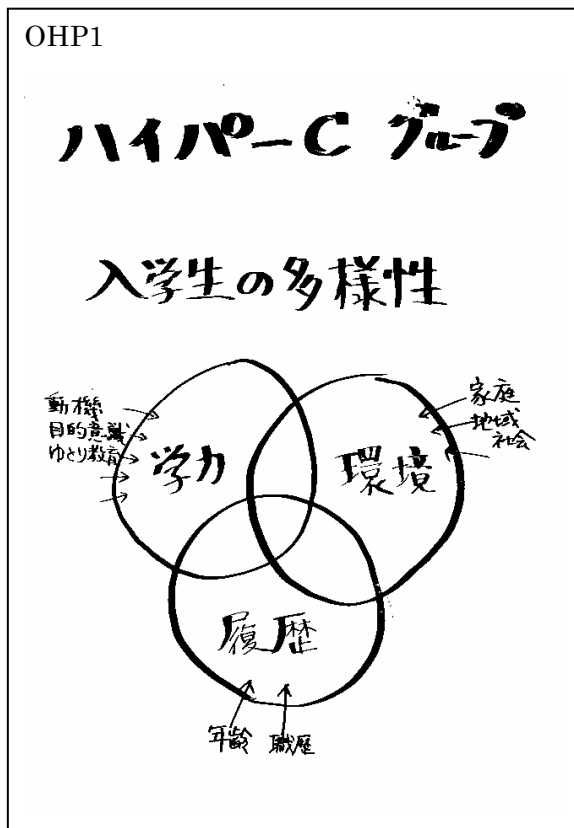 OHP1
ハイパーC グループ
入学生の多様性
動機
目的意識
ゆとり教育
学力
家庭
地域
社会
環境
履歴
年齢 職歴